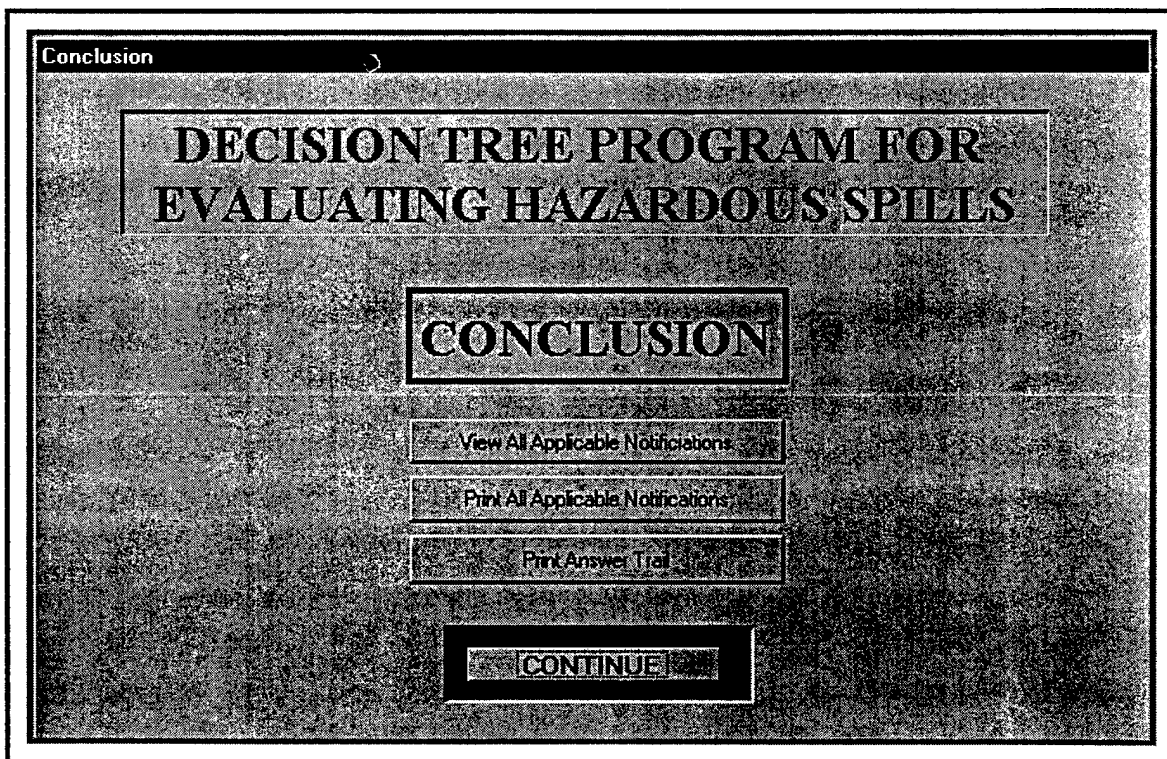 Conclusion
DECISION TREE PROGRAM FOR
EVALUATING HAZARDOUS SPILLS
CONCLUSION
View All Applicable Notificiations
Print All Applicable Notifications
Print Answer Trail
CONTINUE